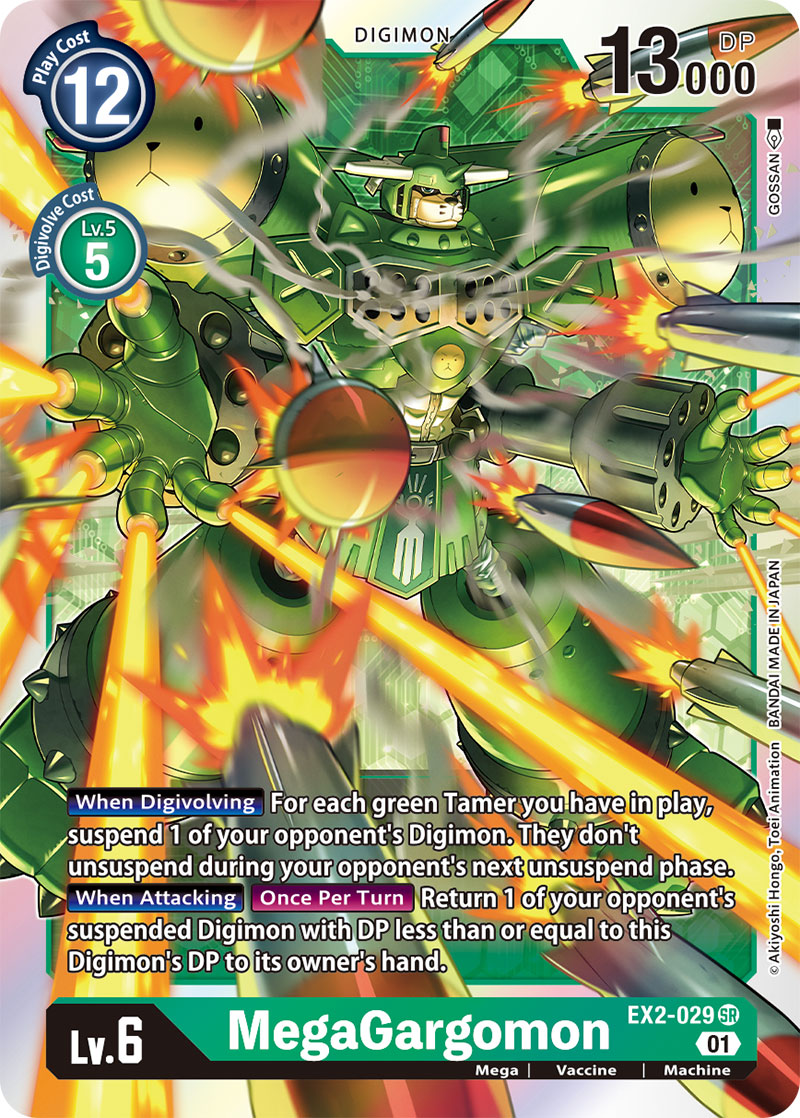 Play Cost
12
DIGIMON
DP
13000
Digivolve Cost
Lv.5
5
GOSSAN
When Digivolving For each green Tamer you have in play,
suspend 1 of your opponent's Digimon. They don't
unsuspend during your opponent's next unsuspend phase.
When Attacking Once Per Turn Return 1 of your opponent's
suspended Digimon with DP less than or equal to this
Digimon's DP to its owner's hand.
© Akiyoshi Hongo, Toei Animation BANDAI MADE IN JAPAN
Lv.6
MegaGargomon
EX2-029 SR
01
Mega | Vaccine | Machine